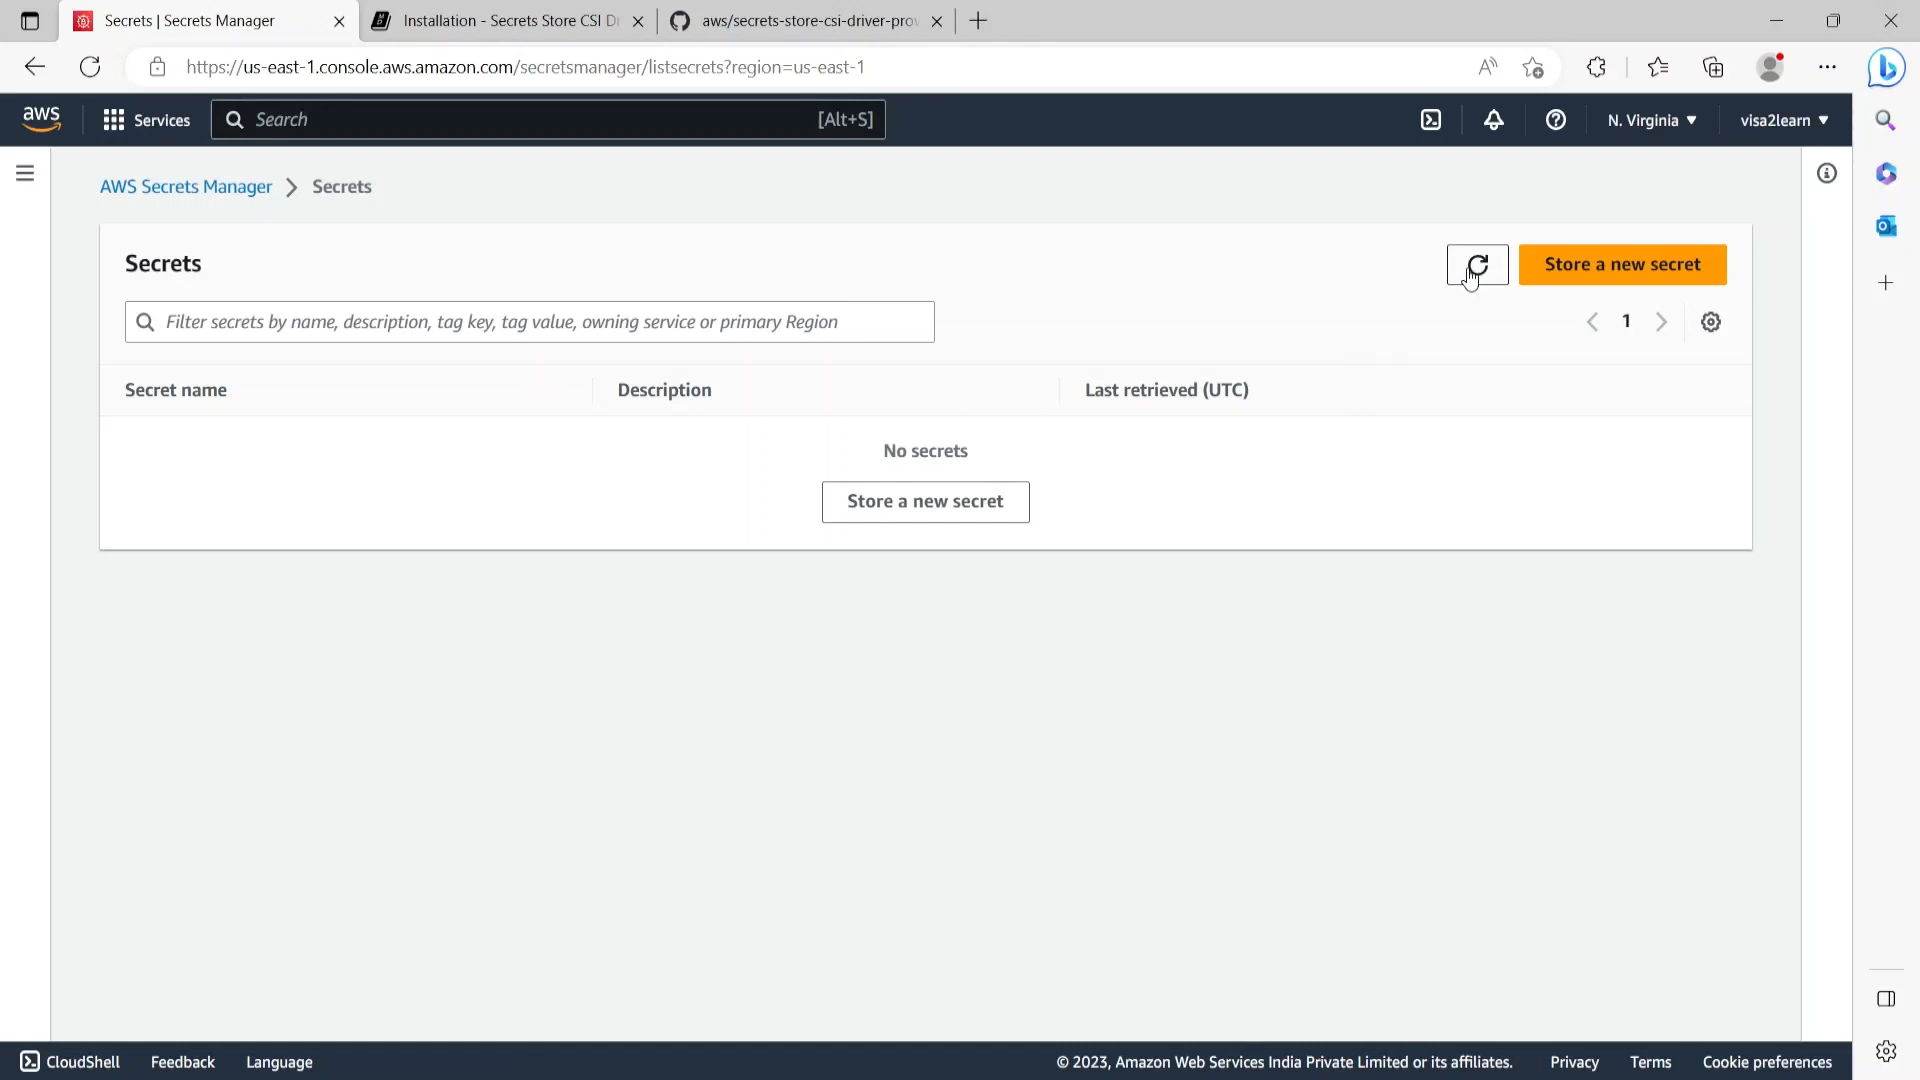 Secrets | Secrets Manager
Installation - Secrets Store CSI Dr
aws/secrets-store-csi-driver-prov
https://us-east-1.console.aws.amazon.com/secretsmanager/listsecrets?region=us-east-1
aws
Services
Search
[Alt+S]
N. Virginia
visa2learn
AWS Secrets Manager
Secrets
Secrets
Store a new secret
Filter secrets by name, description, tag key, tag value, owning service or primary Region
1
Secret name
Description
Last retrieved (UTC)
No secrets
Store a new secret
CloudShell
Feedback
Language
© 2023, Amazon Web Services India Private Limited or its affiliates.
Privacy
Terms
Cookie preferences